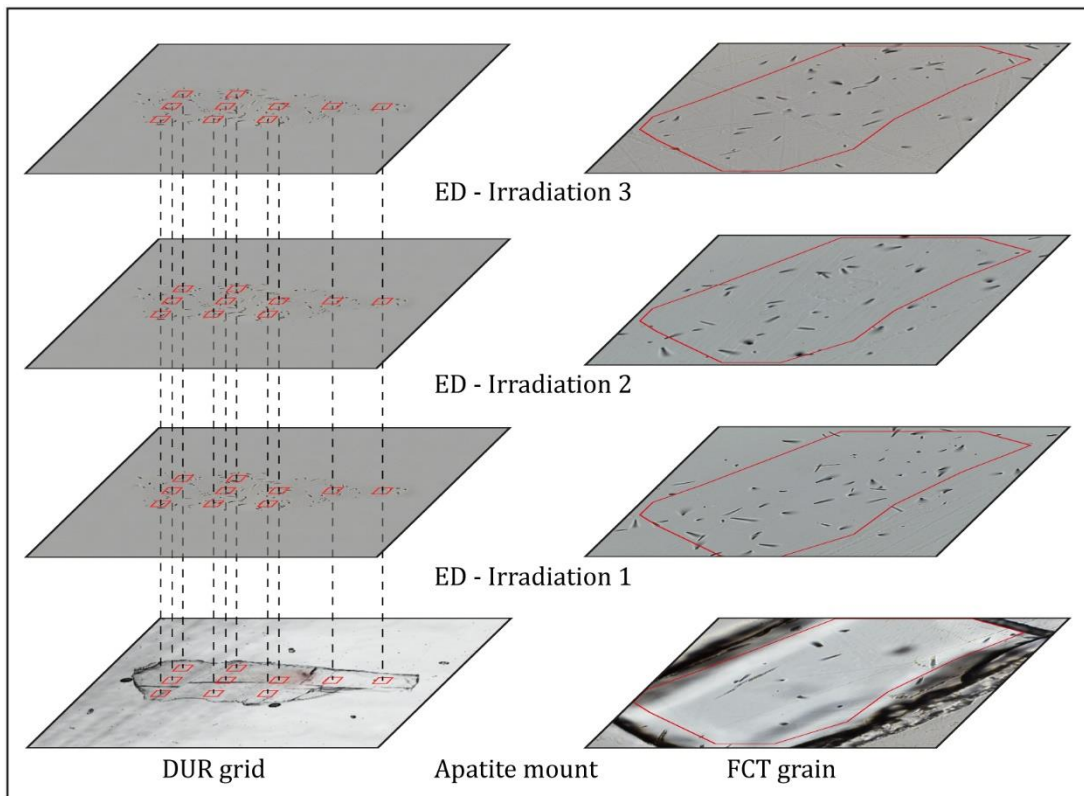 ED - Irradiation 3
ED - Irradiation 2
ED - Irradiation 1
DUR grid
Apatite mount
FCT grain